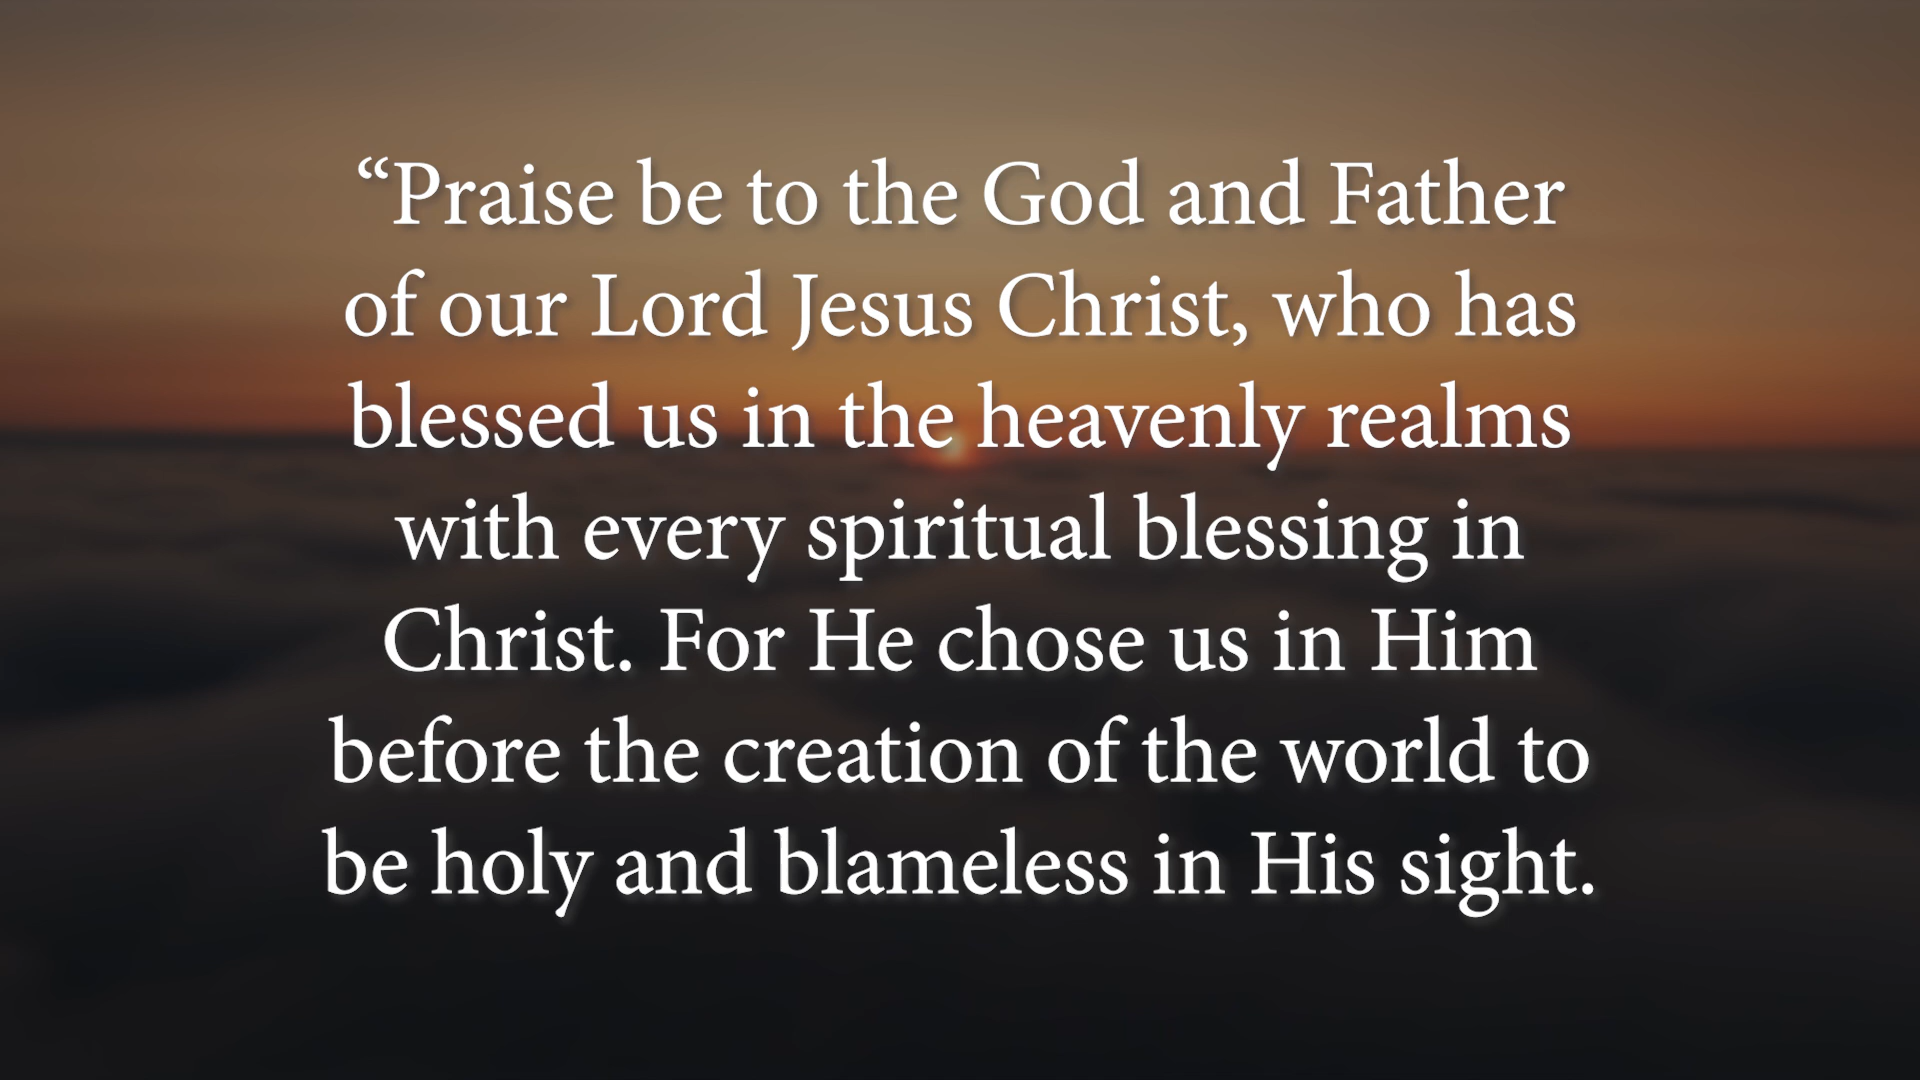 “Praise be to the God and Father
of our Lord Jesus Christ, who has
blessed us in the heavenly realms
with every spiritual blessing in
Christ. For He chose us in Him
before the creation of the world to
be holy and blameless in His sight.